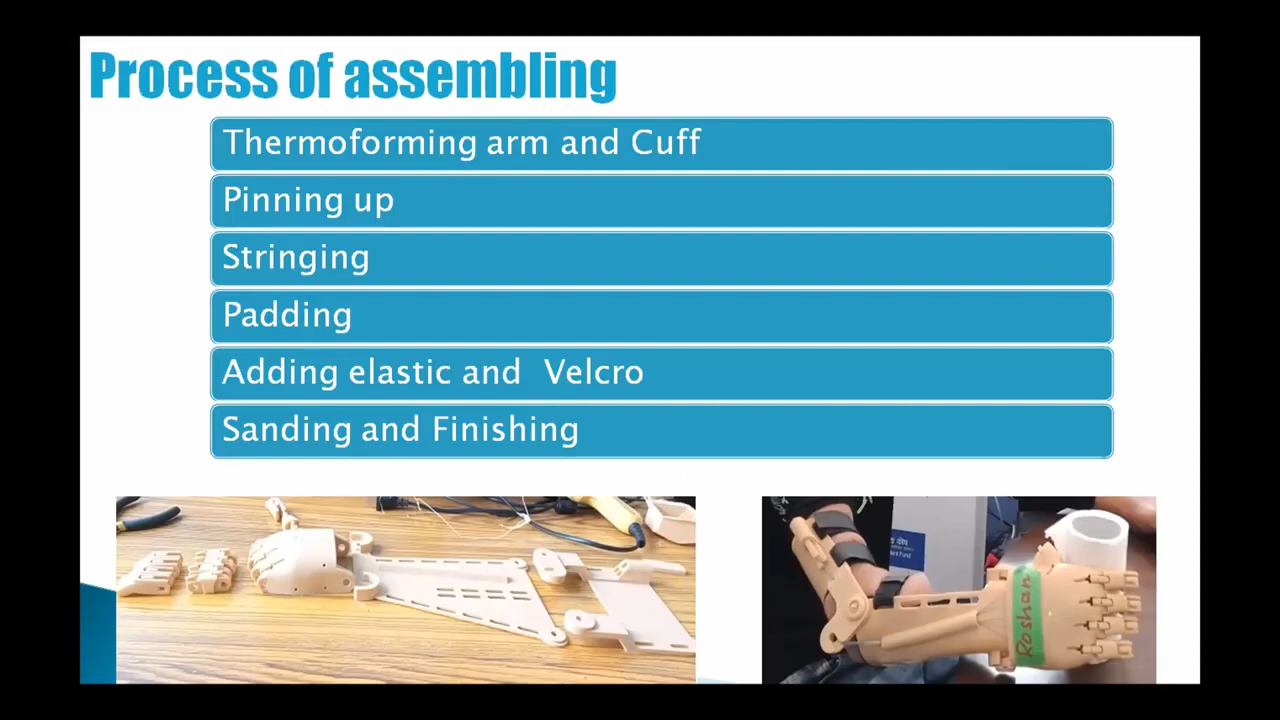 Process of assembling
Thermoforming arm and Cuff
Pinning up
Stringing
Padding
Adding elastic and Velcro
Sanding and Finishing
Roshan